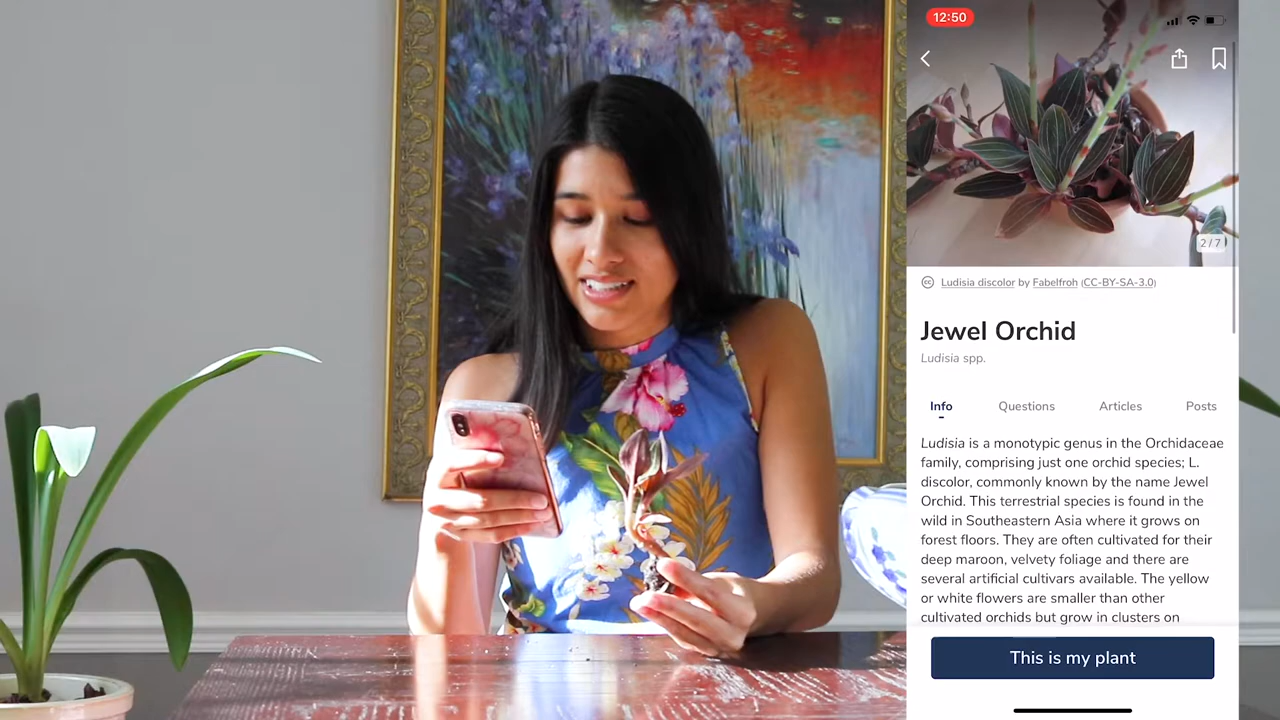 12:50
2 / 7
Ludisia discolor by Fabelfroh (CC-BY-SA-3.0)
Jewel Orchid
Ludisia spp.
Info Questions Articles Posts
Ludisia is a monotypic genus in the Orchidaceae
family, comprising just one orchid species; L.
discolor, commonly known by the name Jewel
Orchid. This terrestrial species is found in the
wild in Southeastern Asia where it grows on
forest floors. They are often cultivated for their
deep maroon, velvety foliage and there are
several artificial cultivars available. The yellow
or white flowers are smaller than other
cultivated orchids but grow in clusters on
This is my plant